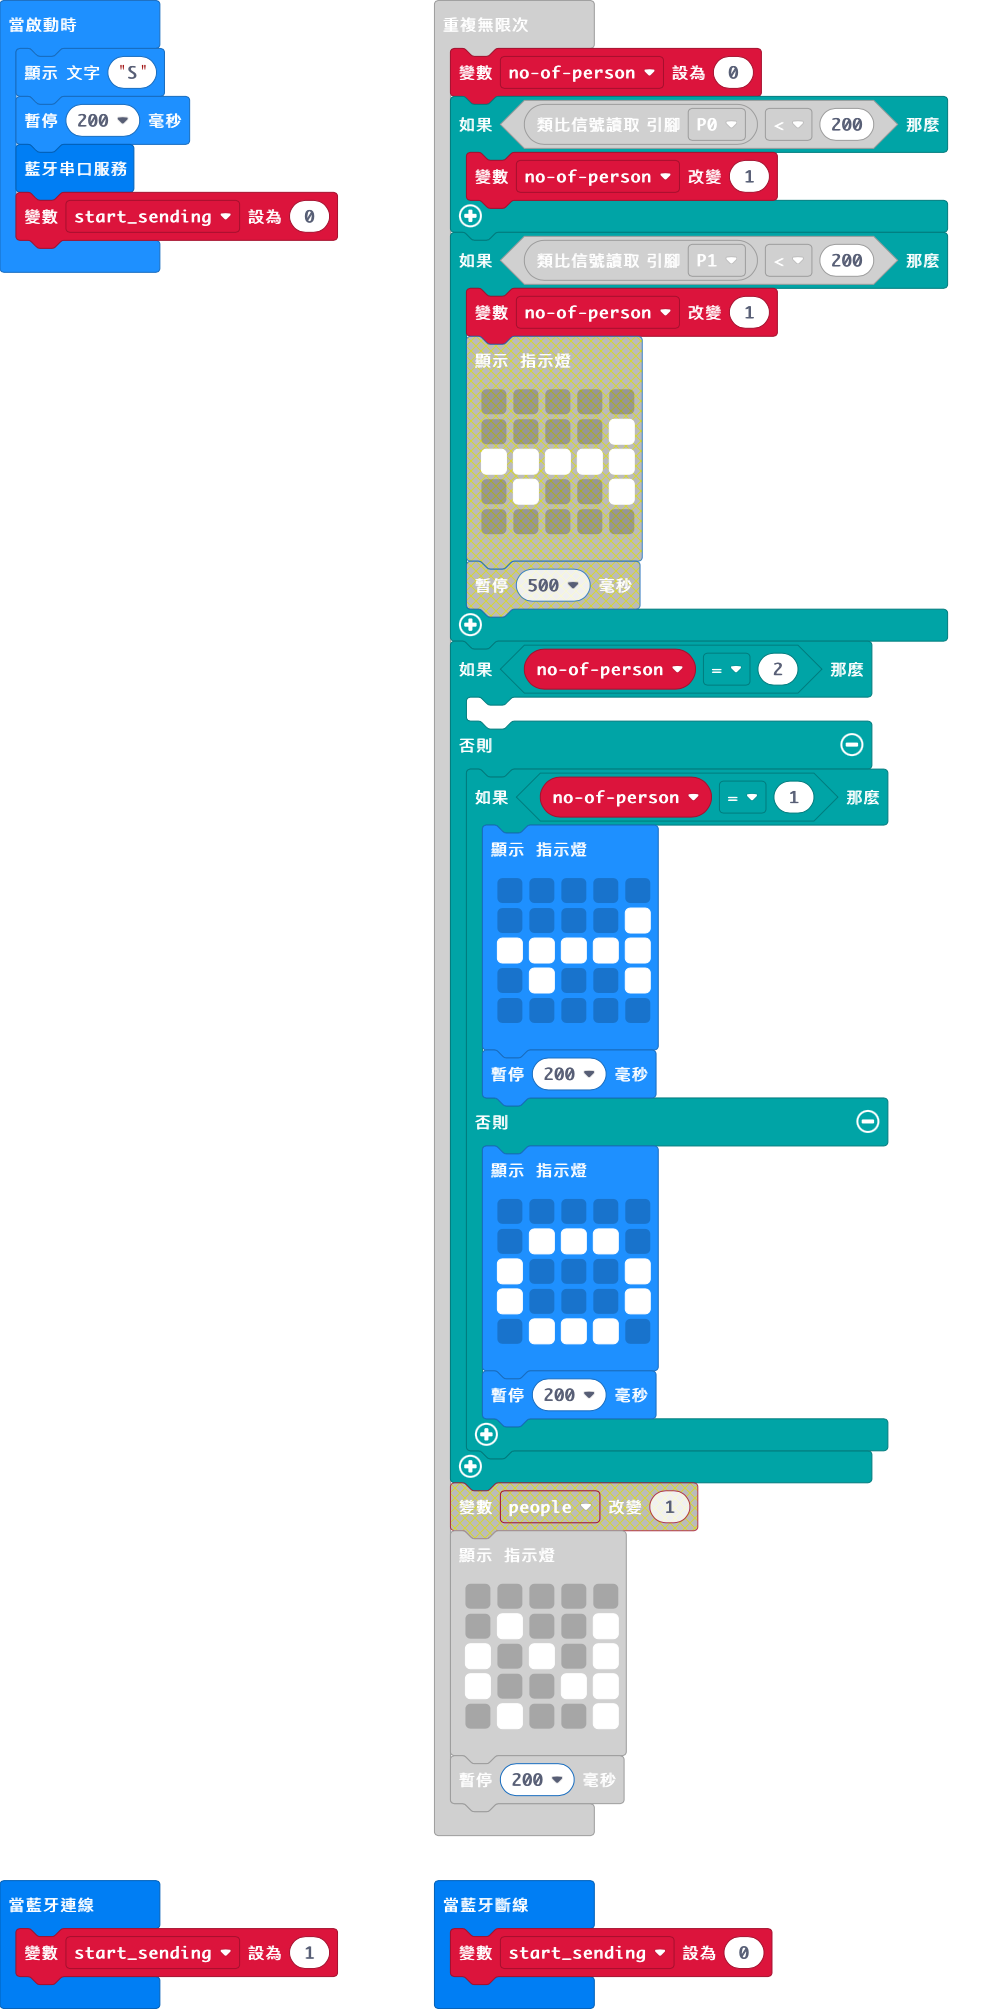 當啟動時
顯示 文字 "S"
暫停 200 毫秒
藍牙串口服務
變數 start_sending 設為 0
重複無限次
變數 no-of-person 設為 0
如果 類比信號讀取 引腳 P0 < 200 那麼
變數 no-of-person 改變 1
如果 類比信號讀取 引腳 P1 < 200 那麼
變數 no-of-person 改變 1
顯示 指示燈
暫停 500 毫秒
如果 no-of-person = 2 那麼
否則
如果 no-of-person = 1 那麼
顯示 指示燈
暫停 200 毫秒
否則
顯示 指示燈
暫停 200 毫秒
變數 people 改變 1
顯示 指示燈
暫停 200 毫秒
當藍牙連線
變數 start_sending 設為 1
當藍牙斷線
變數 start_sending 設為 0